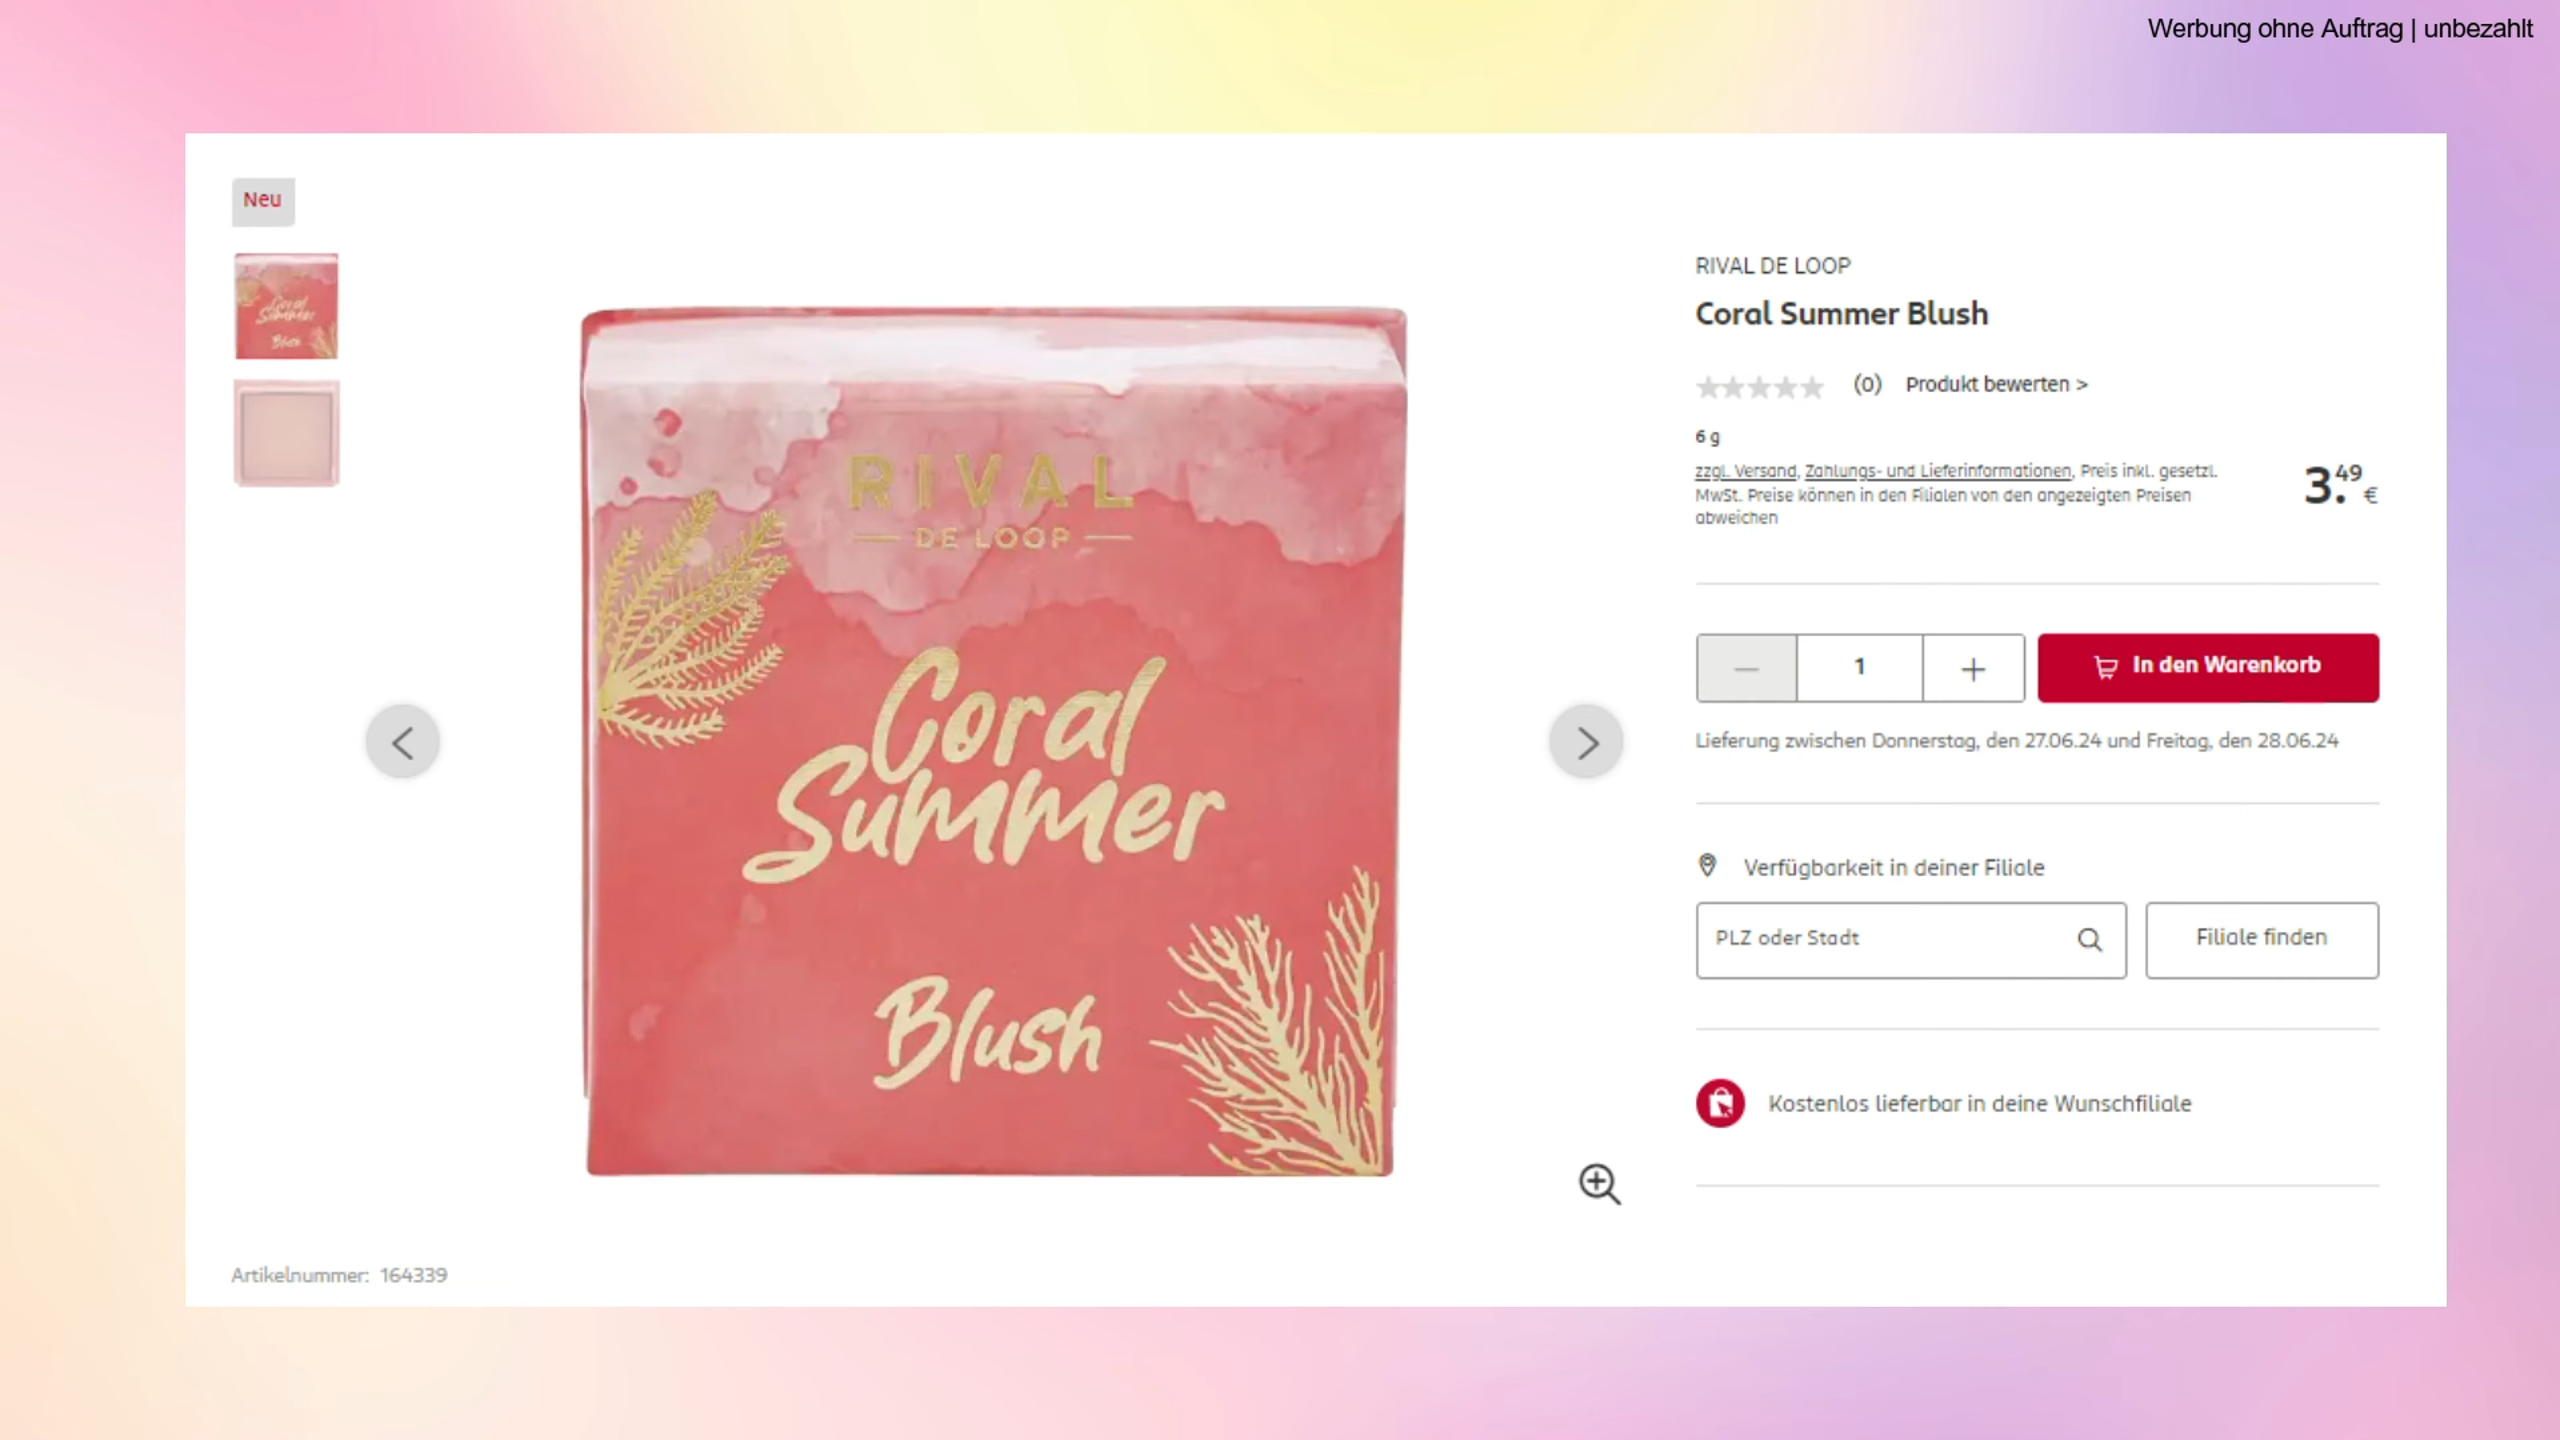 Werbung ohne Auftrag | unbezahlt
Neu
Coral
Summer
Blush
RIVAL
DE LOOP
Coral
Summer
Blush
Artikelnummer: 164339
RIVAL DE LOOP
Coral Summer Blush
(0) Produkt bewerten >
6 g
zzgl. Versand, Zahlungs- und Lieferinformationen, Preis inkl. gesetzl.
MwSt. Preise können in den Filialen von den angezeigten Preisen
abweichen
3.49 €
1
In den Warenkorb
Lieferung zwischen Donnerstag, den 27.06.24 und Freitag, den 28.06.24
Verfügbarkeit in deiner Filiale
PLZ oder Stadt
Filiale finden
Kostenlos lieferbar in deine Wunschfiliale